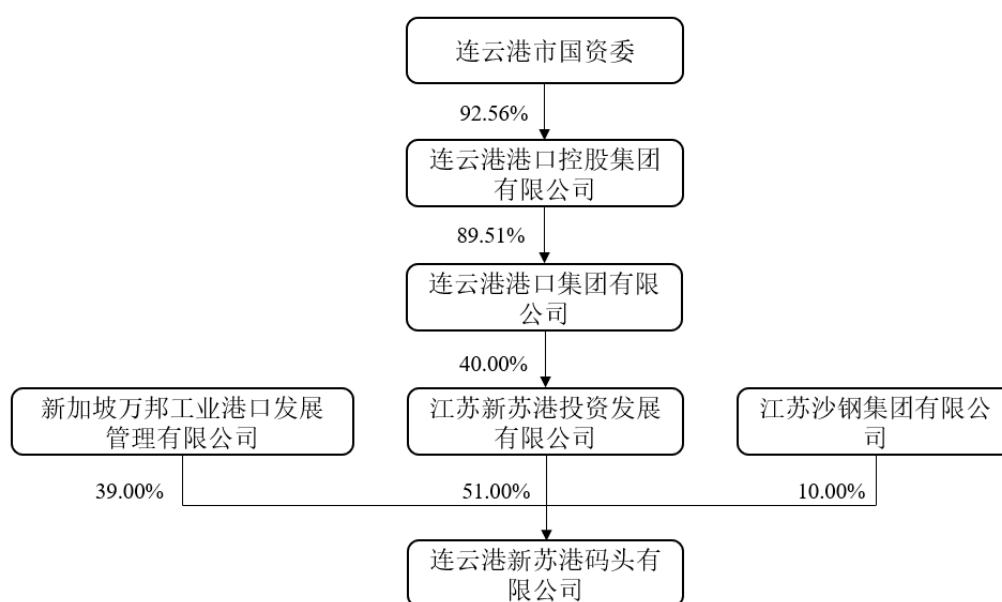 连云港市国资委
92.56%
连云港港口控股集团
有限公司
89.51%
连云港港口集团有限
公司
40.00%
新加坡万邦工业港口发展
管理有限公司
江苏新苏港投资发展
有限公司
江苏沙钢集团有限公
司
39.00%
51.00%
10.00%
连云港新苏港码头有
限公司